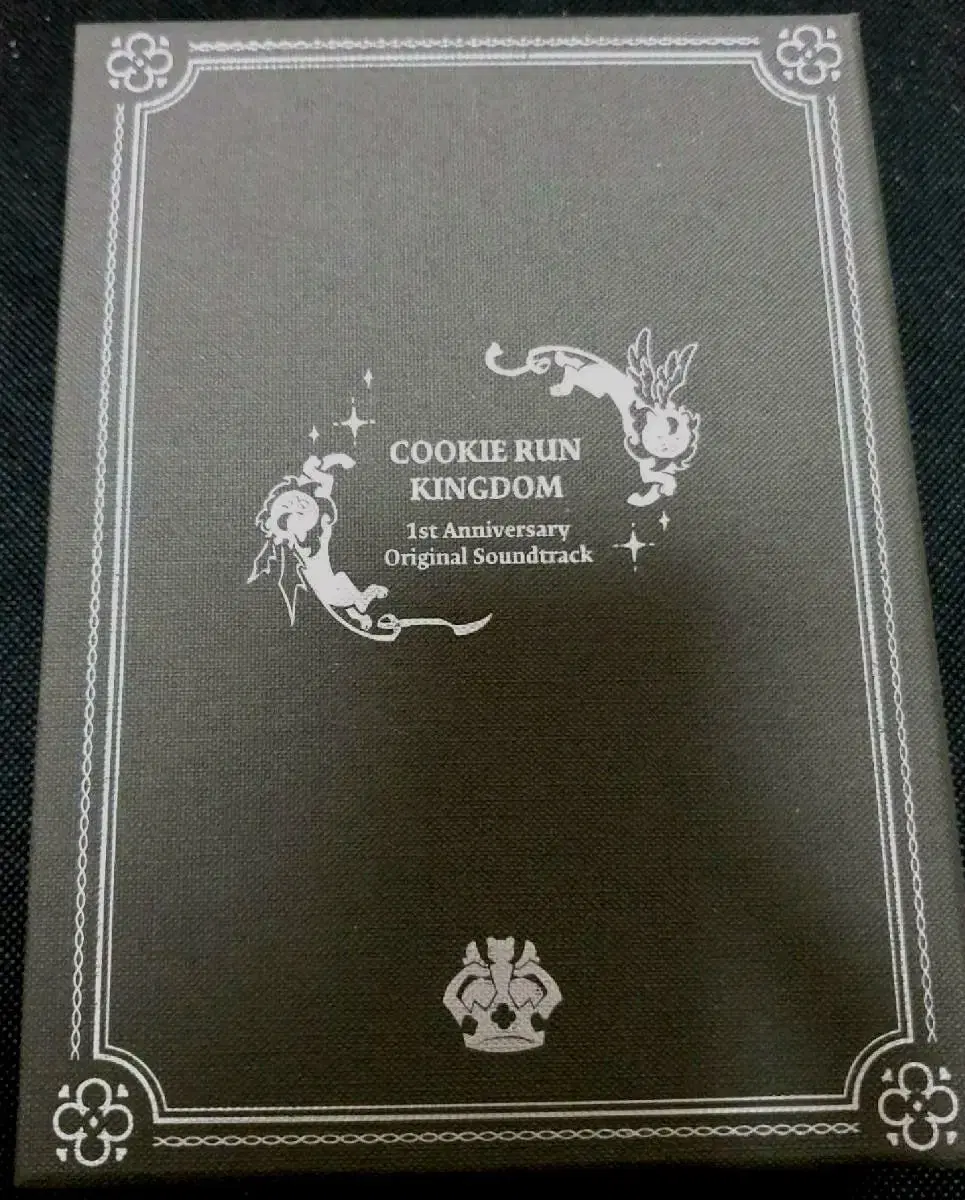 COOKIE RUN
KINGDOM
1st Anniversary
Original Soundtrack